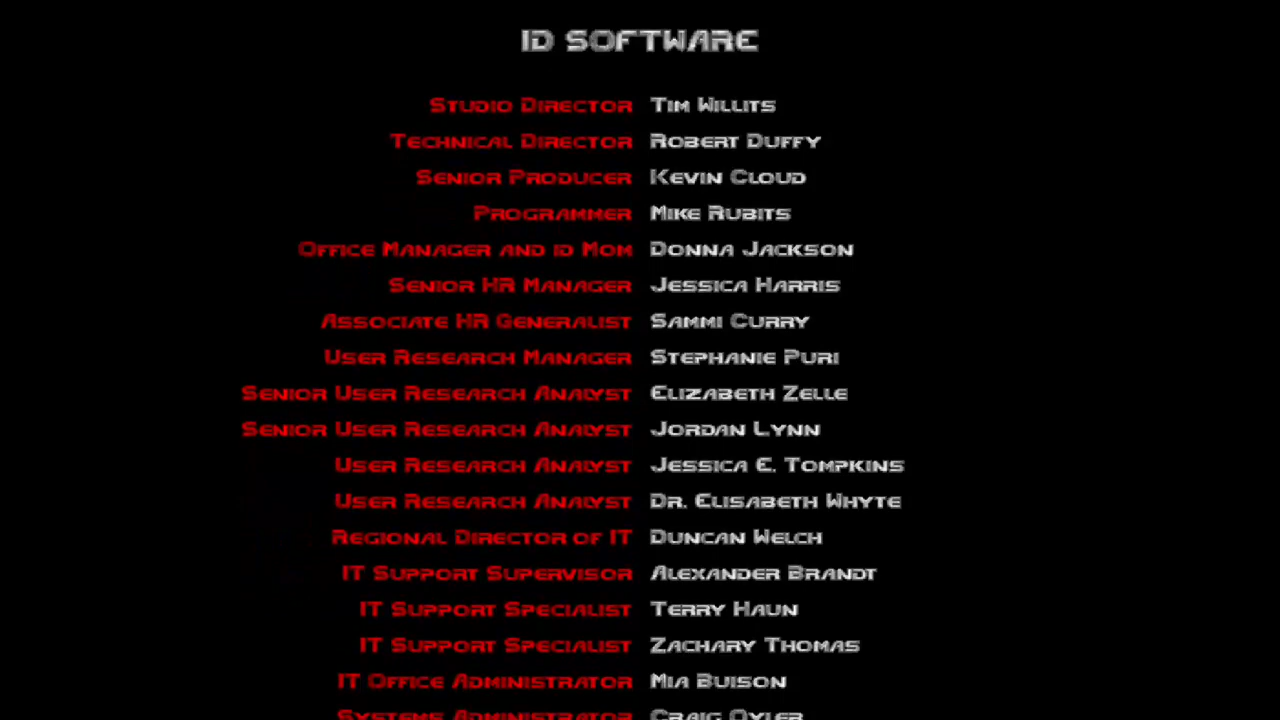 ID SOFTWARE
STUDIO DIRECTOR TIM WILLITS
TECHNICAL DIRECTOR ROBERT DUFFY
SENIOR PRODUCER KEVIN CLOUD
PROGRAMMER MIKE RUBITS
OFFICE MANAGER AND ID MOM DONNA JACKSON
SENIOR HR MANAGER JESSICA HARRIS
ASSOCIATE HR GENERALIST SAMMI CURRY
USER RESEARCH MANAGER STEPHANIE PURI
SENIOR USER RESEARCH ANALYST ELIZABETH ZELLE
SENIOR USER RESEARCH ANALYST JORDAN LYNN
USER RESEARCH ANALYST JESSICA E. TOMPKINS
USER RESEARCH ANALYST DR. ELISABETH WHYTE
REGIONAL DIRECTOR OF IT DUNCAN WELCH
IT SUPPORT SUPERVISOR ALEXANDER BRANDT
IT SUPPORT SPECIALIST TERRY HAUN
IT SUPPORT SPECIALIST ZACHARY THOMAS
IT OFFICE ADMINISTRATOR MIA BUISON
SYSTEMS ADMINISTRATOR CRAIG OYLER